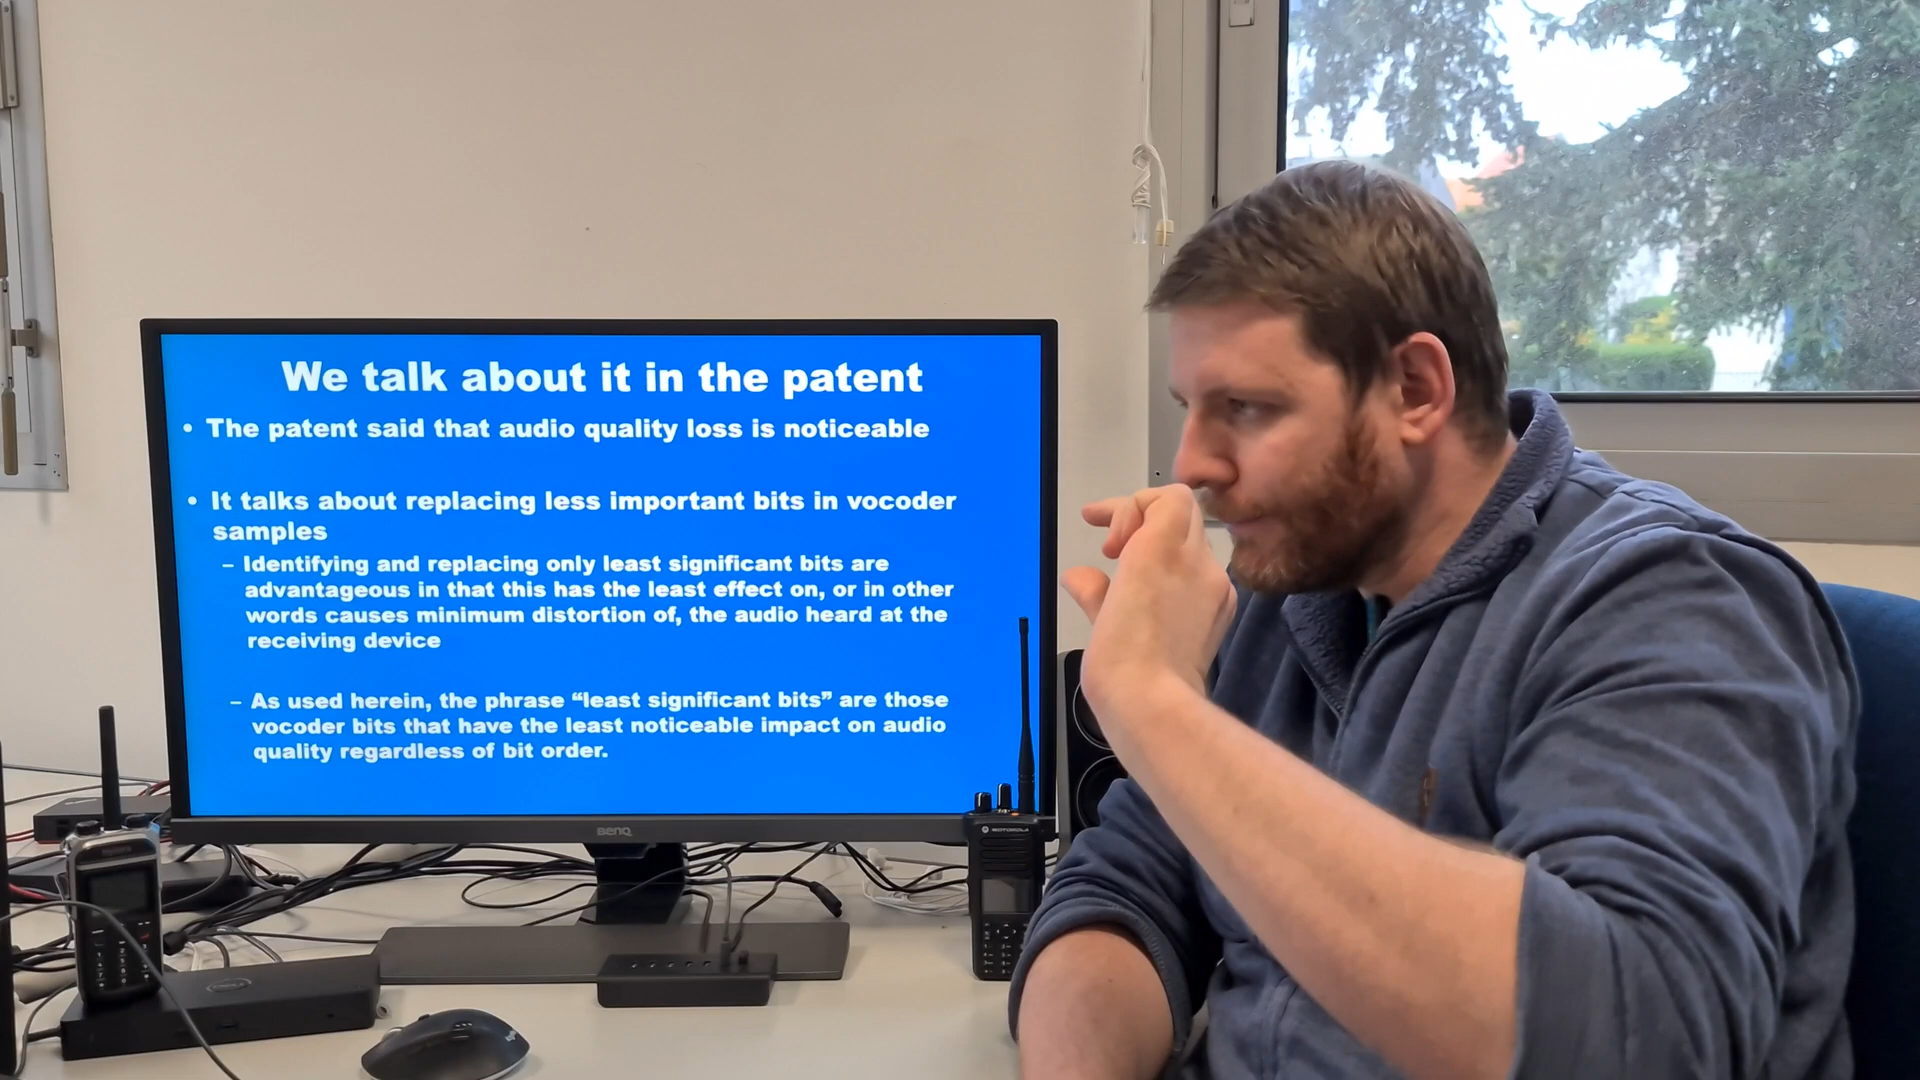 We talk about it in the patent
• The patent said that audio quality loss is noticeable
• It talks about replacing less important bits in vocoder
samples
– Identifying and replacing only least significant bits are
advantageous in that this has the least effect on, or in other
words causes minimum distortion of, the audio heard at the
receiving device
– As used herein, the phrase “least significant bits” are those
vocoder bits that have the least noticeable impact on audio
quality regardless of bit order.
BenQ
MOTOROLA